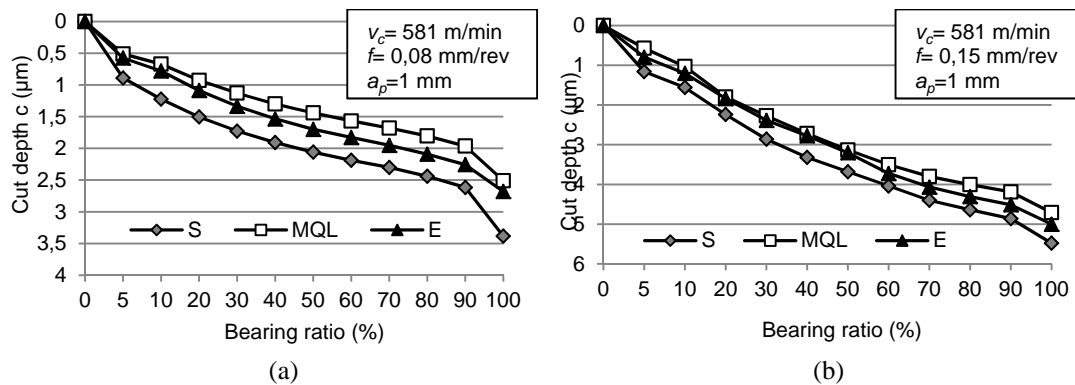 v_c= 581 m/min
f= 0,08 mm/rev
a_p=1 mm
0
0,5
1
1,5
2
2,5
3
3,5
4
Cut depth c (µm)
S MQL E
0 5 10 20 30 40 50 60 70 80 90 100
Bearing ratio (%)
(a)
v_c= 581 m/min
f= 0,15 mm/rev
a_p=1 mm
0
1
2
3
4
5
6
Cut depth c (µm)
S MQL E
0 5 10 20 30 40 50 60 70 80 90 100
Bearing ratio (%)
(b)